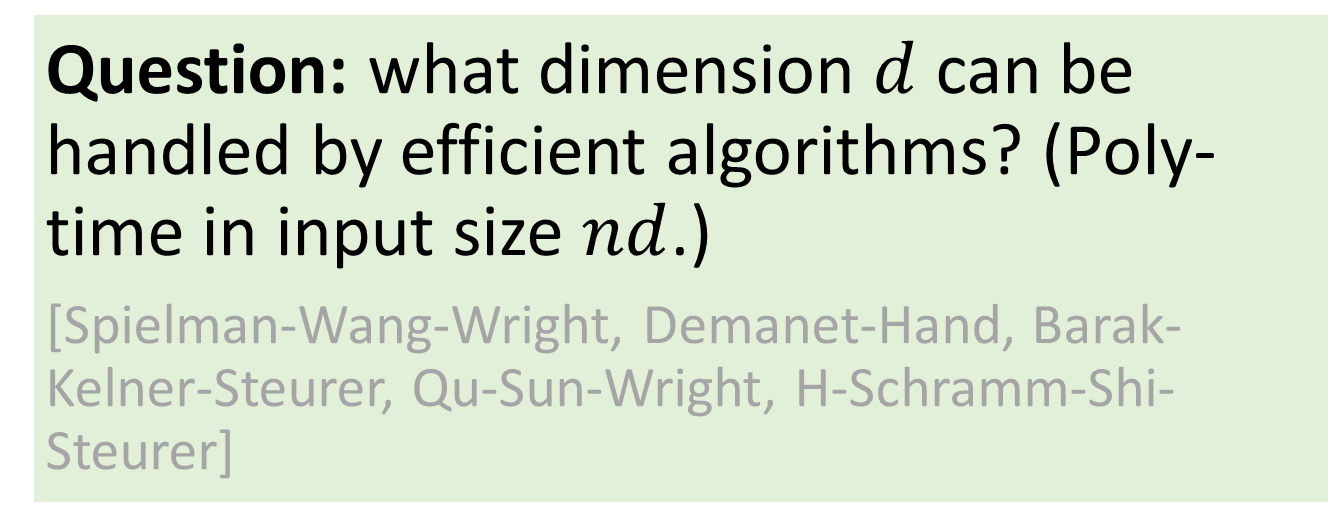 Question: what dimension d can be
handled by efficient algorithms? (Poly-
time in input size nd.)
[Spielman-Wang-Wright, Demanet-Hand, Barak-
Kelner-Steurer, Qu-Sun-Wright, H-Schramm-Shi-
Steurer]